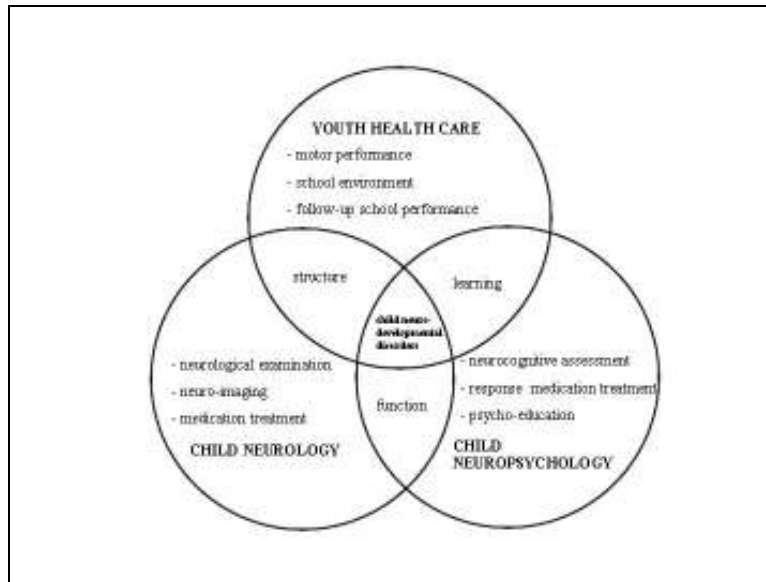 YOUTH HEALTH CARE
- motor performance
- school environment
- follow-up school performance
structure
learning
child neuro-
developmental
disorders
- neurological examination
- neuro-imaging
- medication treatment
CHILD NEUROLOGY
function
- neurocognitive assessment
- response medication treatment
- psycho-education
CHILD
NEUROPSYCHOLOGY